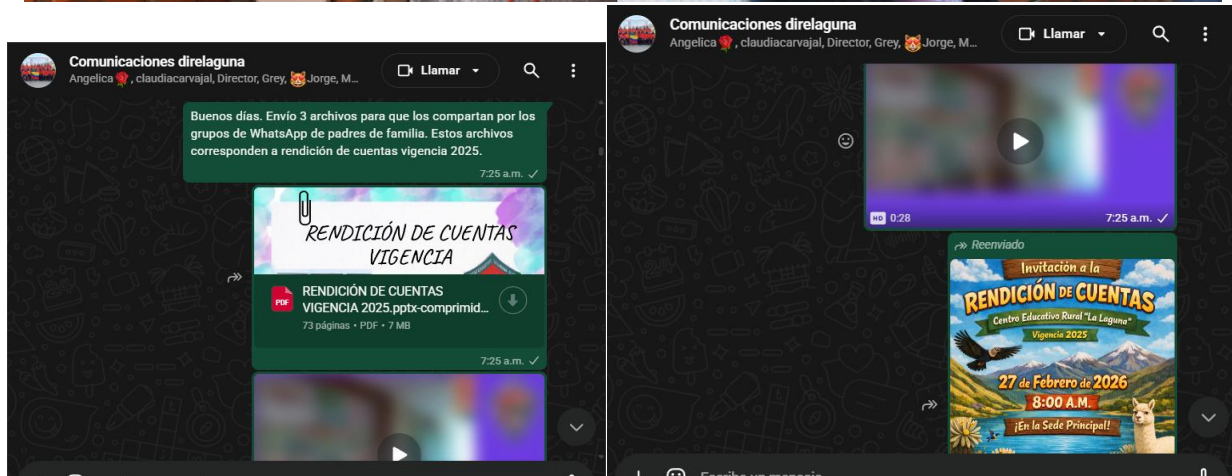 Comunicaciones direlaguna
Angelica🌹, claudiacarvajal, Director, Grey, 🐯Jorge, M...
Llamar
Buenos días. Envío 3 archivos para que los compartan por los
grupos de WhatsApp de padres de familia. Estos archivos
corresponden a rendición de cuentas vigencia 2025.
7:25 a.m.
RENDICIÓN DE CUENTAS
VIGENCIA
PDF
RENDICIÓN DE CUENTAS
VIGENCIA 2025.pptx-comprimid...
73 páginas • PDF • 7 MB
7:25 a.m.
Comunicaciones direlaguna
Angelica🌹, claudiacarvajal, Director, Grey, 🐯Jorge, M...
Llamar
HD 0:28
7:25 a.m.
Reenviado
Invitación a la
RENDICIÓN DE CUENTAS
Centro Educativo Rural "La Laguna"
Vigencia 2025
27 de Febrero de 2026
8:00 A.M.
¡En la Sede Principal!
Escribe un mensaje